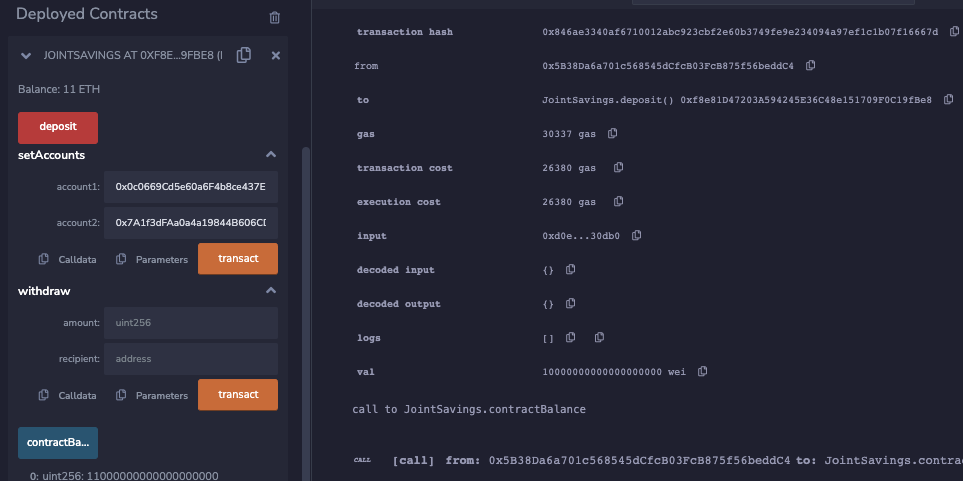 Deployed Contracts
JOINTSAVINGS AT 0XF8E...9FBE8 (I
Balance: 11 ETH
deposit
setAccounts
account1: 0x0c0669Cd5e60a6F4b8ce437E
account2: 0x7A1f3dFAa0a4a19844B606CD
Calldata Parameters transact
withdraw
amount: uint256
recipient: address
Calldata Parameters transact
contractBa...
0: uint256: 11000000000000000000
transaction hash 0x846ae3340af6710012abc923cbf2e60b3749fe9e234094a97ef1c1b07f16667d
from 0x5B38Da6a701c568545dCfcB03FcB875f56beddC4
to JointSavings.deposit() 0xf8e81D47203A594245E36C48e151709F0C19fBe8
gas 30337 gas
transaction cost 26380 gas
execution cost 26380 gas
input 0xd0e...30db0
decoded input {}
decoded output {}
logs []
val 10000000000000000000 wei
call to JointSavings.contractBalance
CALL [call] from: 0x5B38Da6a701c568545dCfcB03FcB875f56beddC4 to: JointSavings.contra